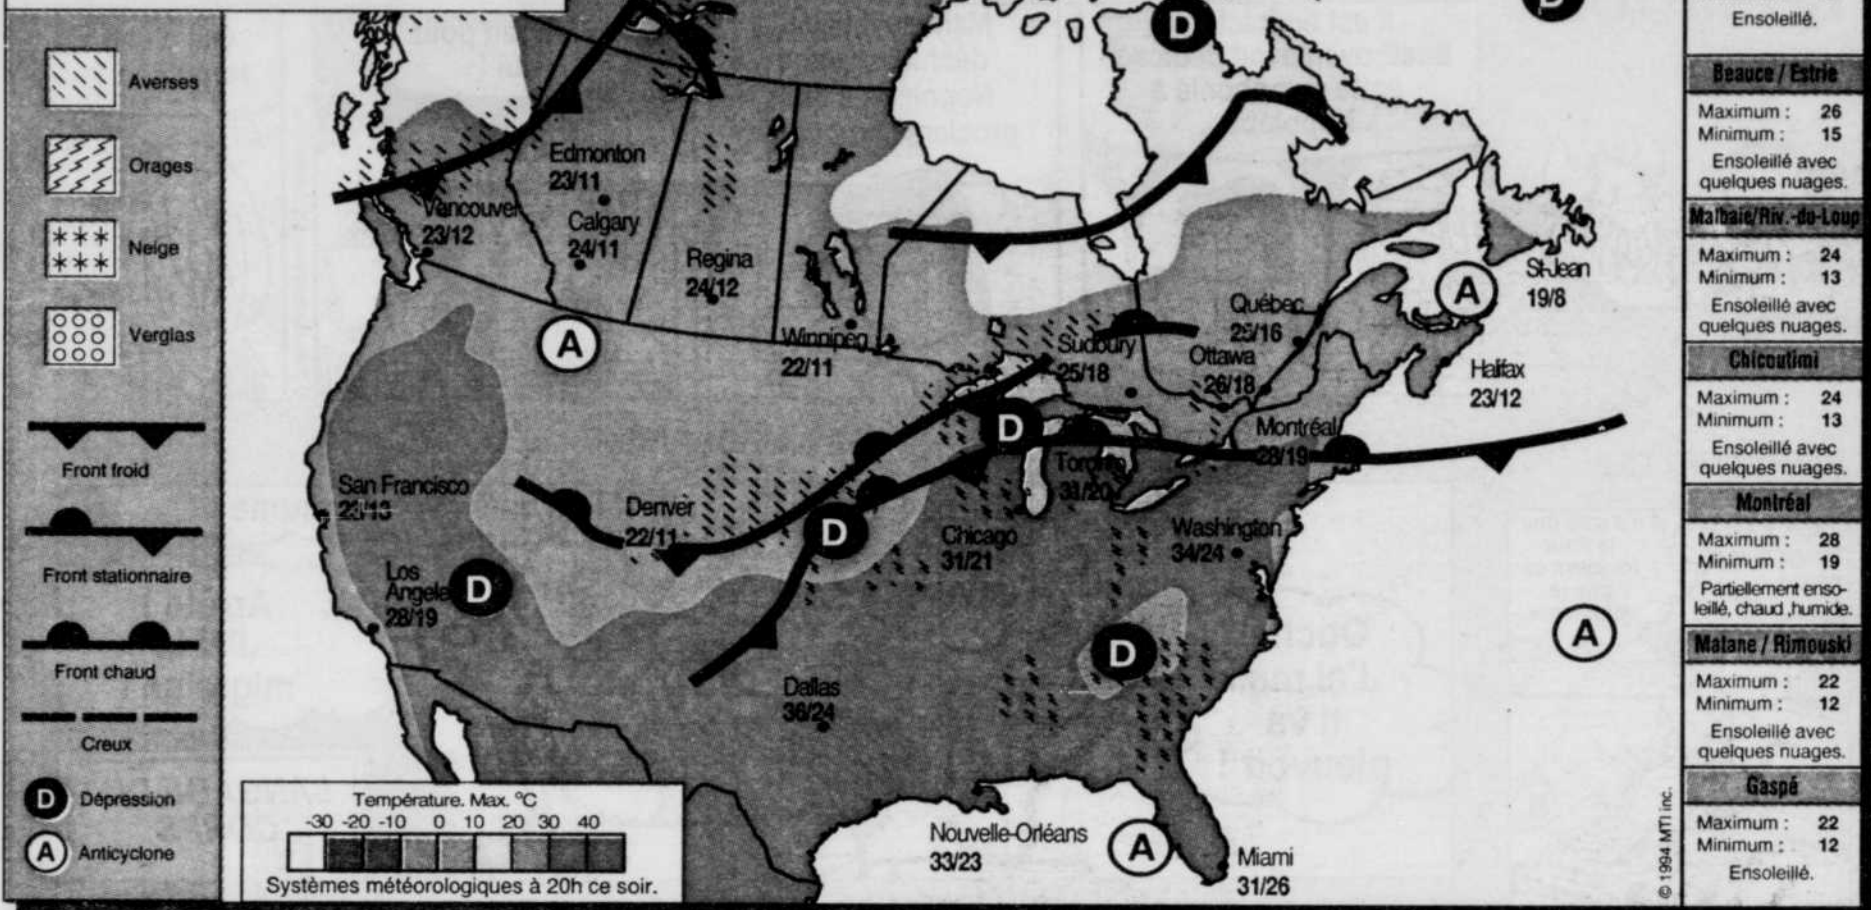 Averses
Orages
Neige
Verglas
Front froid
Front stationnaire
Front chaud
Creux
D Dépression
A Anticyclone
D
D
Edmonton
23/11
Calgary
24/11
Vancouver
23/12
Regina
24/12
Winnipeg
22/11
A
Sudbury
25/18
Québec
25/16
Ottawa
26/18
Montréal
28/19
A
St-Jean
19/8
Halifax
23/12
D
Toronto
31/20
San Francisco
Denver
22/11
D
Chicago
31/21
Washington
34/24
Los
Angele
28/19
D
D
A
Dallas
36/24
Nouvelle-Orléans
33/23
A
Miami
31/26
Température. Max. °C
-30 -20 -10 0 10 20 30 40
Systèmes météorologiques à 20h ce soir.
© 1994 MTI inc.
Ensoleillé.
Beauce / Estrie
Maximum : 26
Minimum : 15
Ensoleillé avec
quelques nuages.
Malbaie/Riv.-du-Loup
Maximum : 24
Minimum : 13
Ensoleillé avec
quelques nuages.
Chicoutimi
Maximum : 24
Minimum : 13
Ensoleillé avec
quelques nuages.
Montréal
Maximum : 28
Minimum : 19
Partiellement enso-
leillé, chaud ,humide.
Matane / Rimouski
Maximum : 22
Minimum : 12
Ensoleillé avec
quelques nuages.
Gaspé
Maximum : 22
Minimum : 12
Ensoleillé.